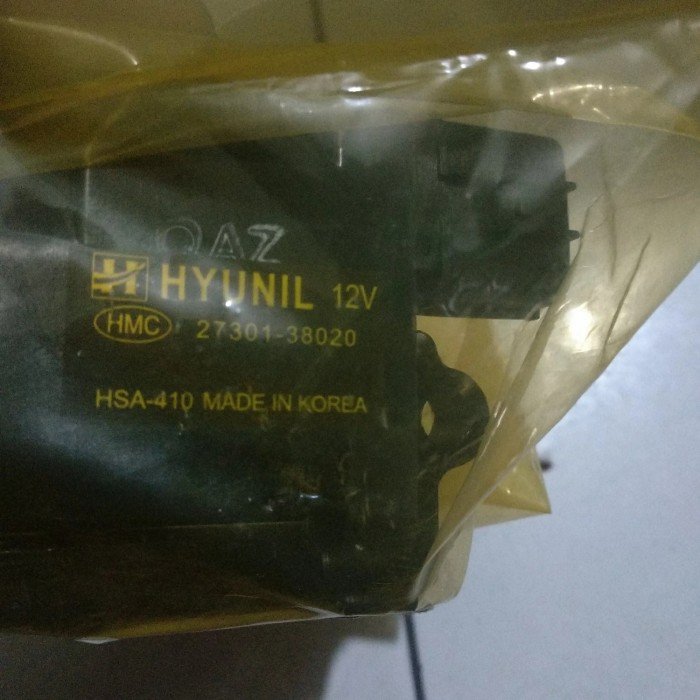 QAZ
HYUNIL 12V
HMC 27301-38020
HSA-410 MADE IN KOREA